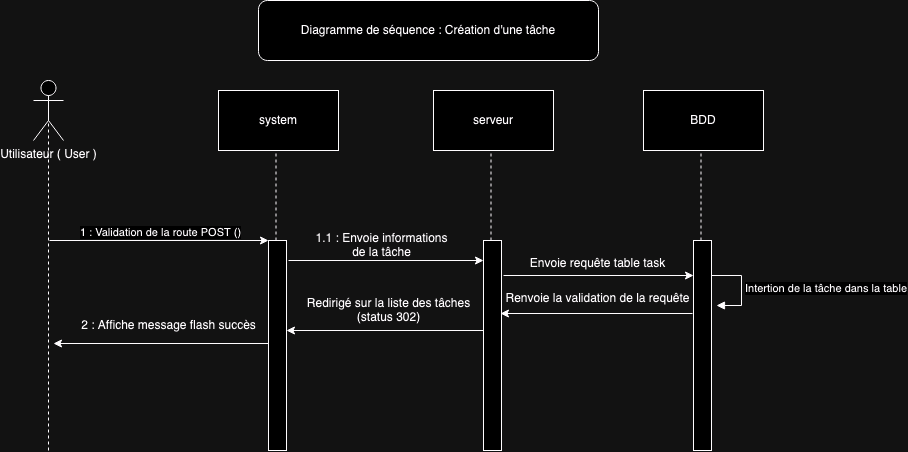 Diagramme de séquence : Création d'une tâche
system
serveur
BDD
Utilisateur ( User )
1 : Validation de la route POST ()
1.1 : Envoie informations
de la tâche
Envoie requête table task
Intertion de la tâche dans la table
Renvoie la validation de la requête
Redirigé sur la liste des tâches
(status 302)
2 : Affiche message flash succès